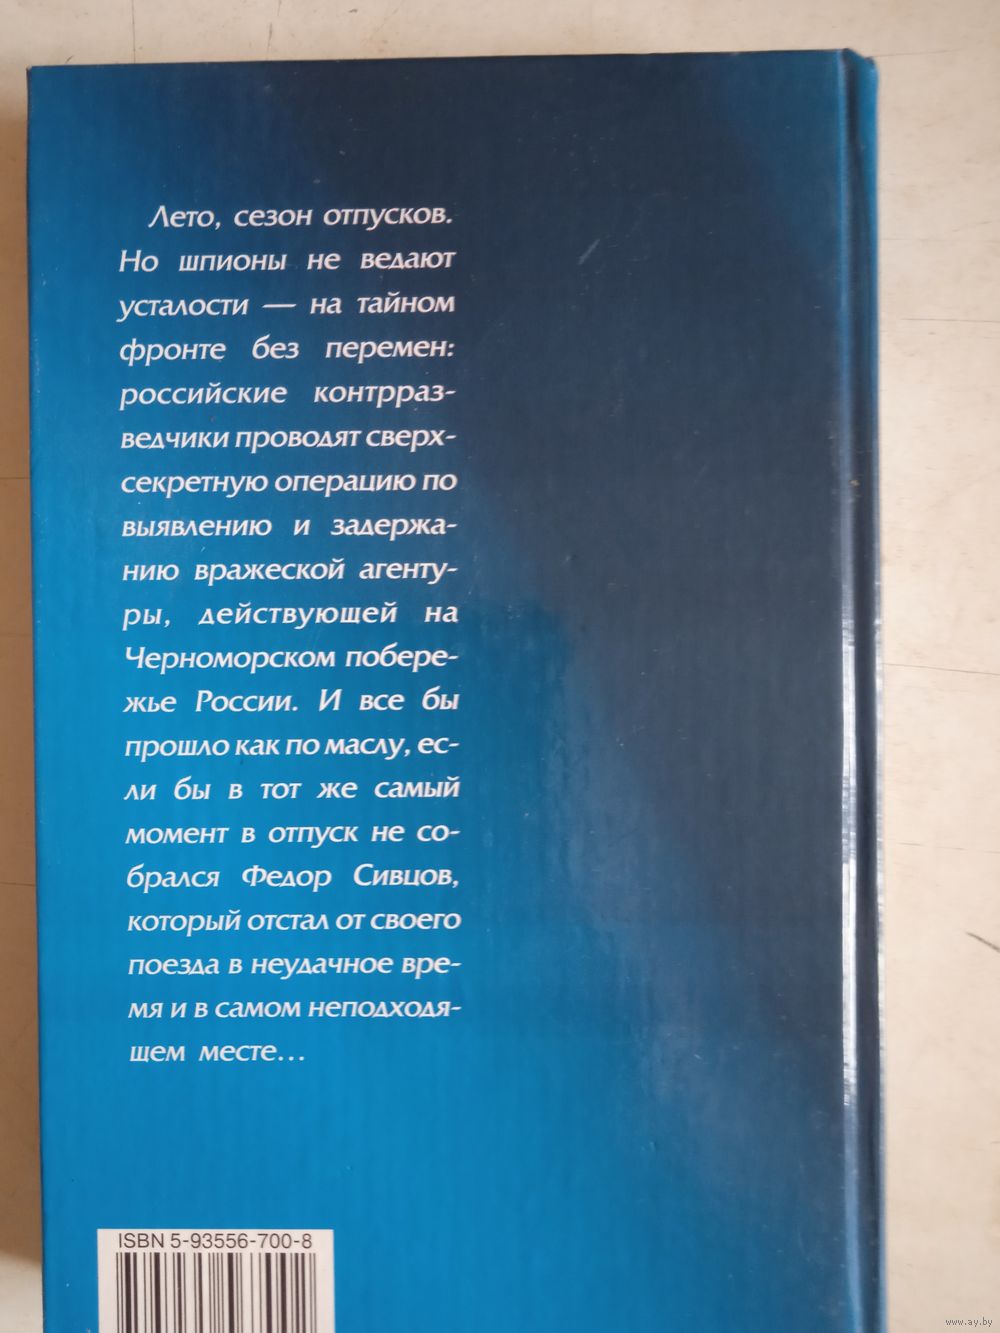 Лето, сезон отпусков.
Но шпионы не ведают
усталости — на тайном
фронте без перемен:
российские контрраз-
ведчики проводят сверх-
секретную операцию по
выявлению и задержа-
нию вражеской агенту-
ры, действующей на
Черноморском побере-
жье России. И все бы
прошло как по маслу, ес-
ли бы в тот же самый
момент в отпуск не со-
брался Федор Сивцов,
который отстал от своего
поезда в неудачное вре-
мя и в самом неподходя-
щем месте...
ISBN 5-93556-700-8
www.ay.by